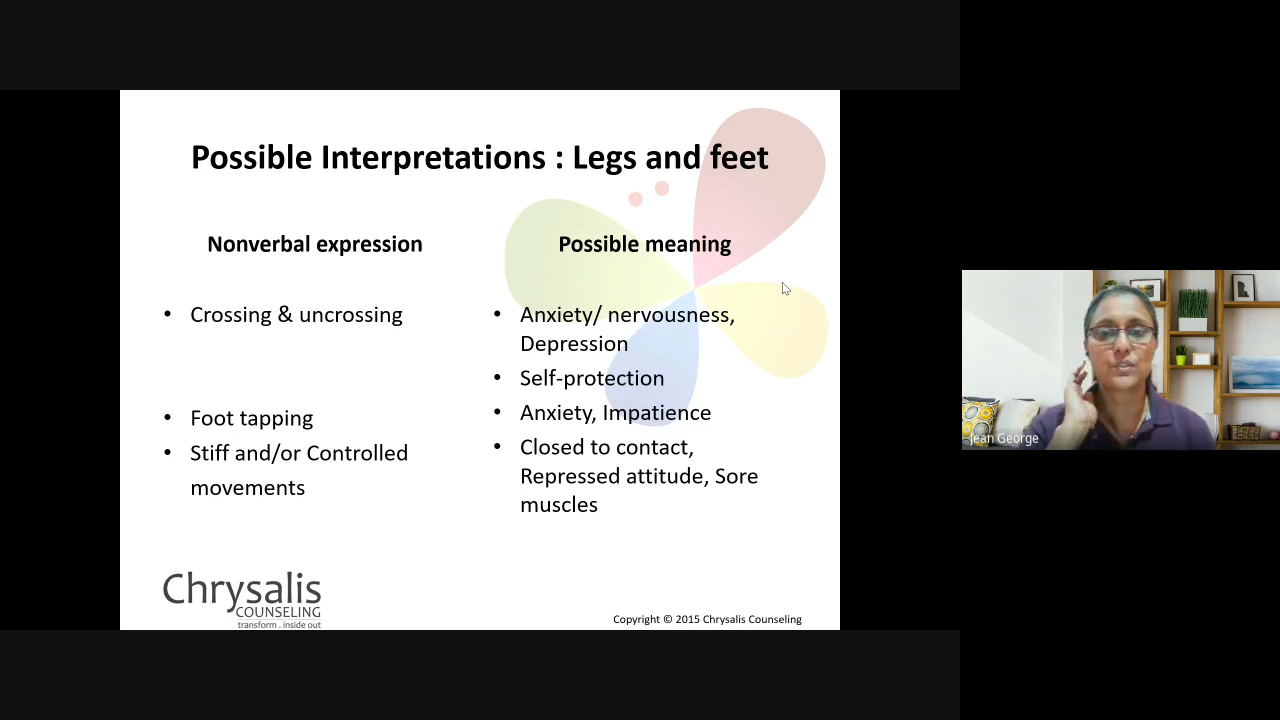 Possible Interpretations : Legs and feet
Nonverbal expression
Possible meaning
• Crossing & uncrossing
• Foot tapping
• Stiff and/or Controlled
movements
• Anxiety/ nervousness,
Depression
• Self-protection
• Anxiety, Impatience
• Closed to contact,
Repressed attitude, Sore
muscles
Chrysalis
COUNSELING
transform . inside out
Copyright © 2015 Chrysalis Counseling
Jean George